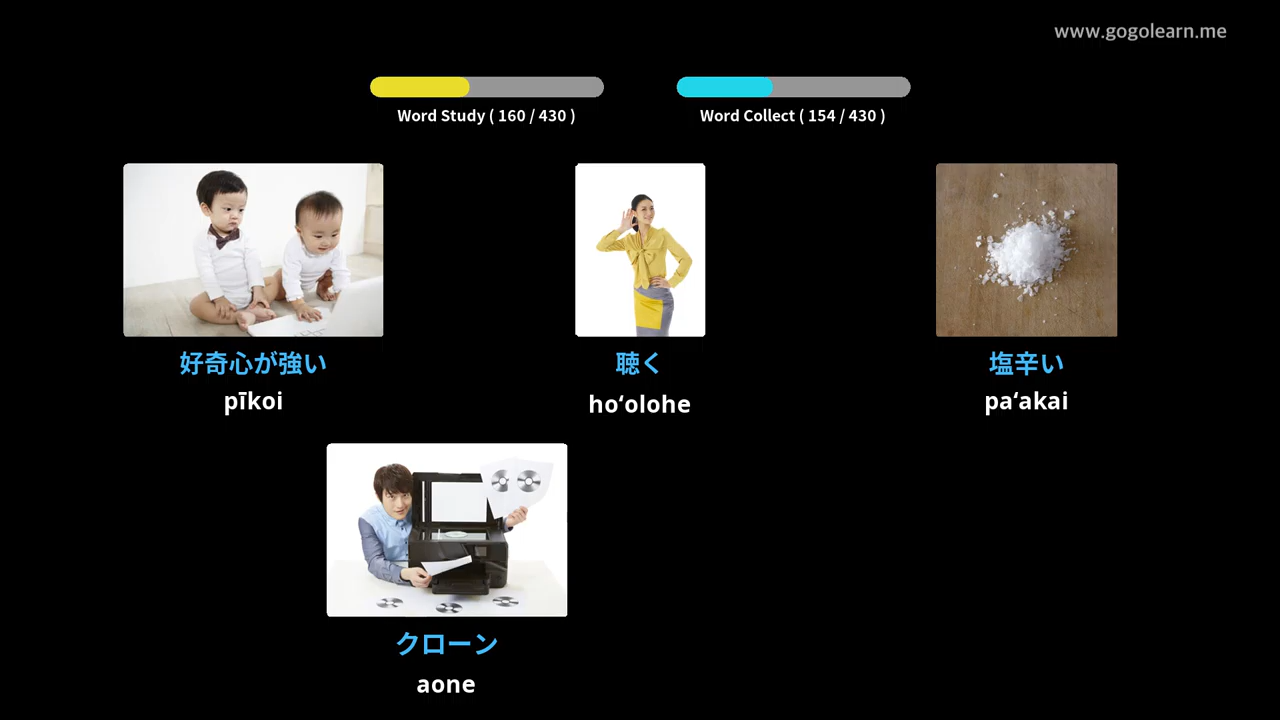 www.gogolearn.me
Word Study ( 160 / 430 )
Word Collect ( 154 / 430 )
好奇心が強い
pīkoi
聴く
hoʻolohe
塩辛い
paʻakai
クローン
aone